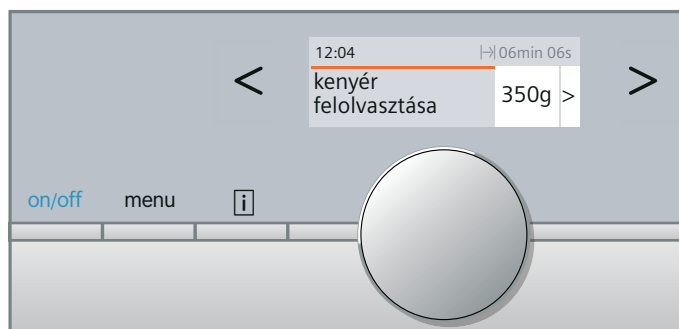 12:04 06min 06s
kenyér
felolvasztása
350g >
< >
on/off menu i